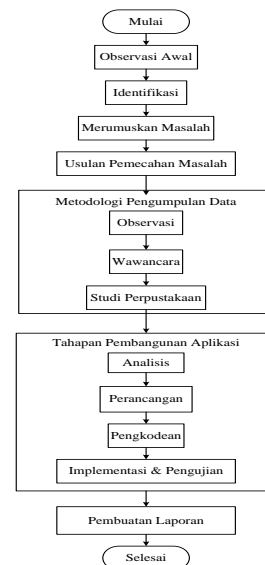 Mulai
Observasi Awal
Identifikasi
Merumuskan Masalah
Usulan Pemecahan Masalah
Metodologi Pengumpulan Data
Observasi
Wawancara
Studi Perpustakaan
Tahapan Pembangunan Aplikasi
Analisis
Perancangan
Pengkodean
Implementasi & Pengujian
Pembuatan Laporan
Selesai